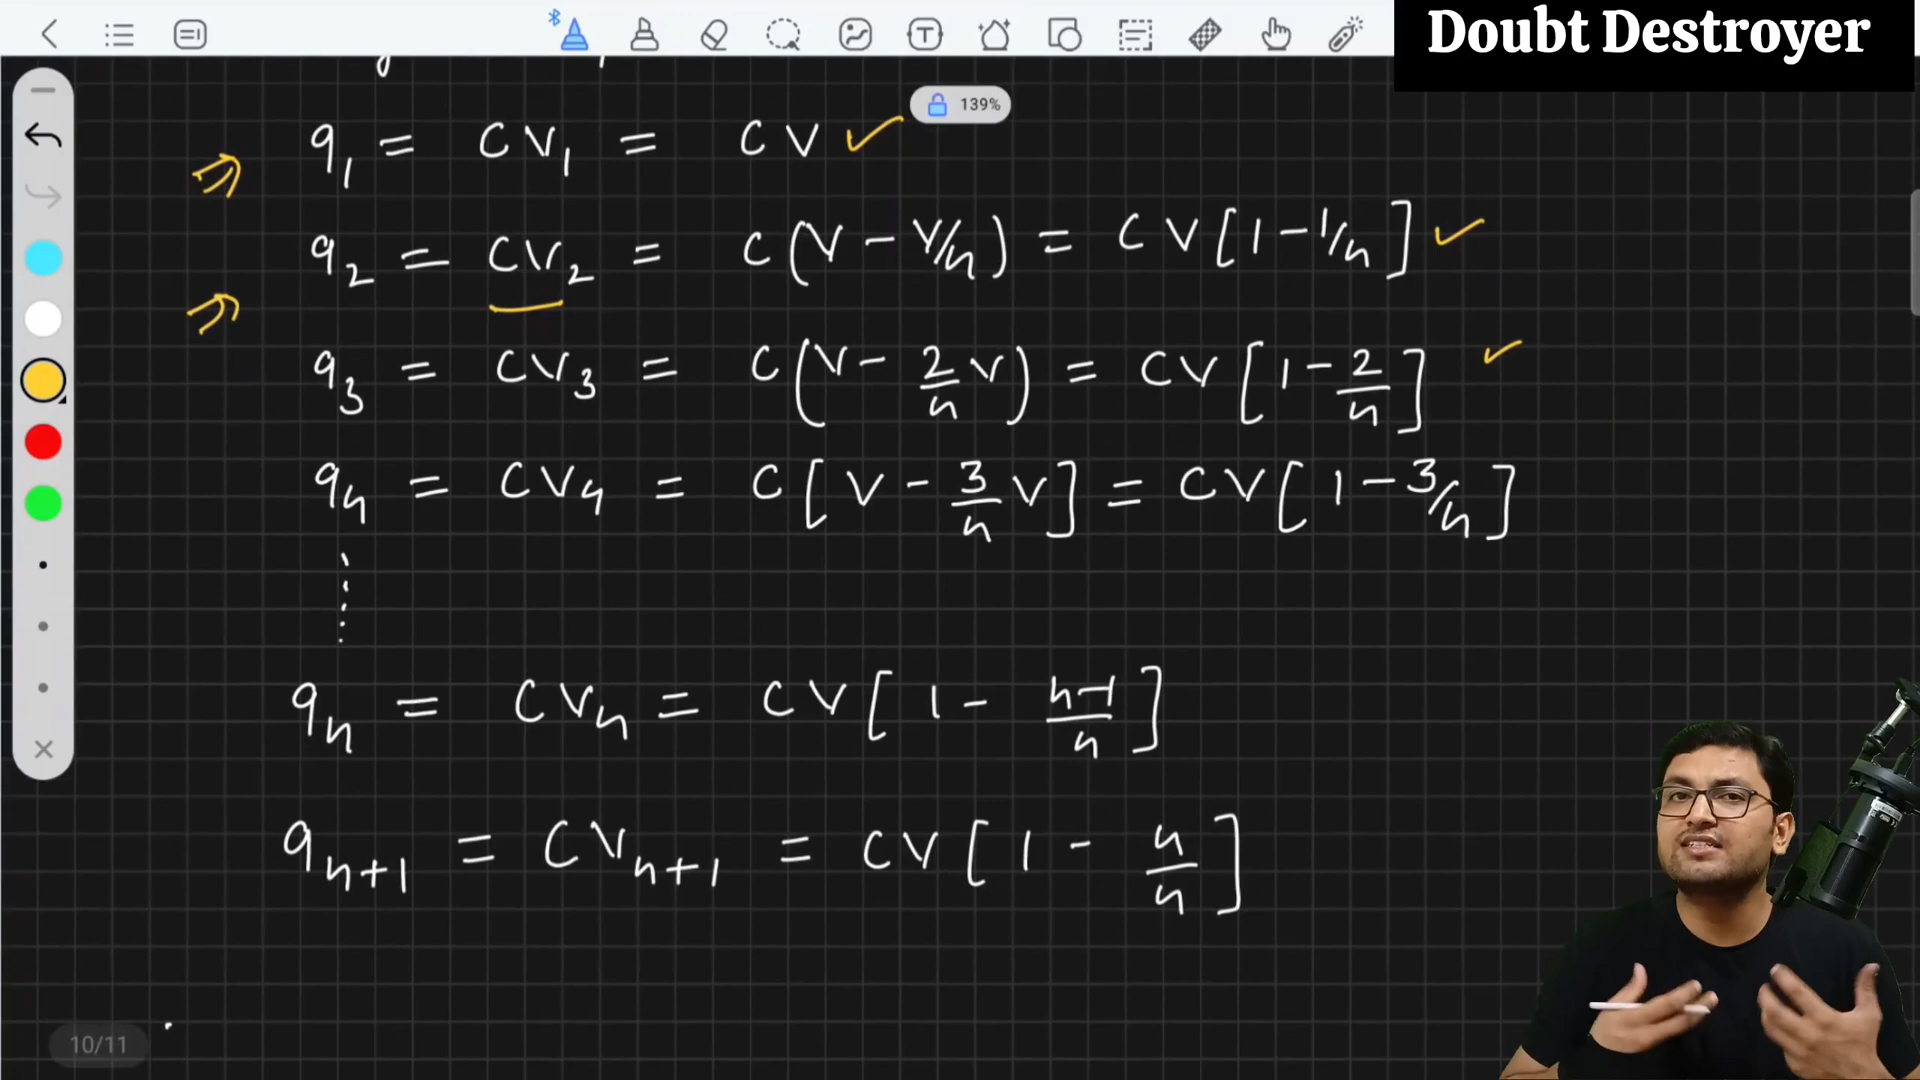 Doubt Destroyer
139%
q₁ = CV₁ = CV ✓
q₂ = CV₂ = C(V - V/n) = CV[1 - 1/n] ✓
q₃ = CV₃ = C(V - 2/n V) = CV[1 - 2/n] ✓
q₄ = CV₄ = C[V - 3/n V] = CV[1 - 3/n]
qₙ = CVₙ = CV[1 - n-1/n]
qₙ₊₁ = CVₙ₊₁ = CV[1 - n/n]
10/11